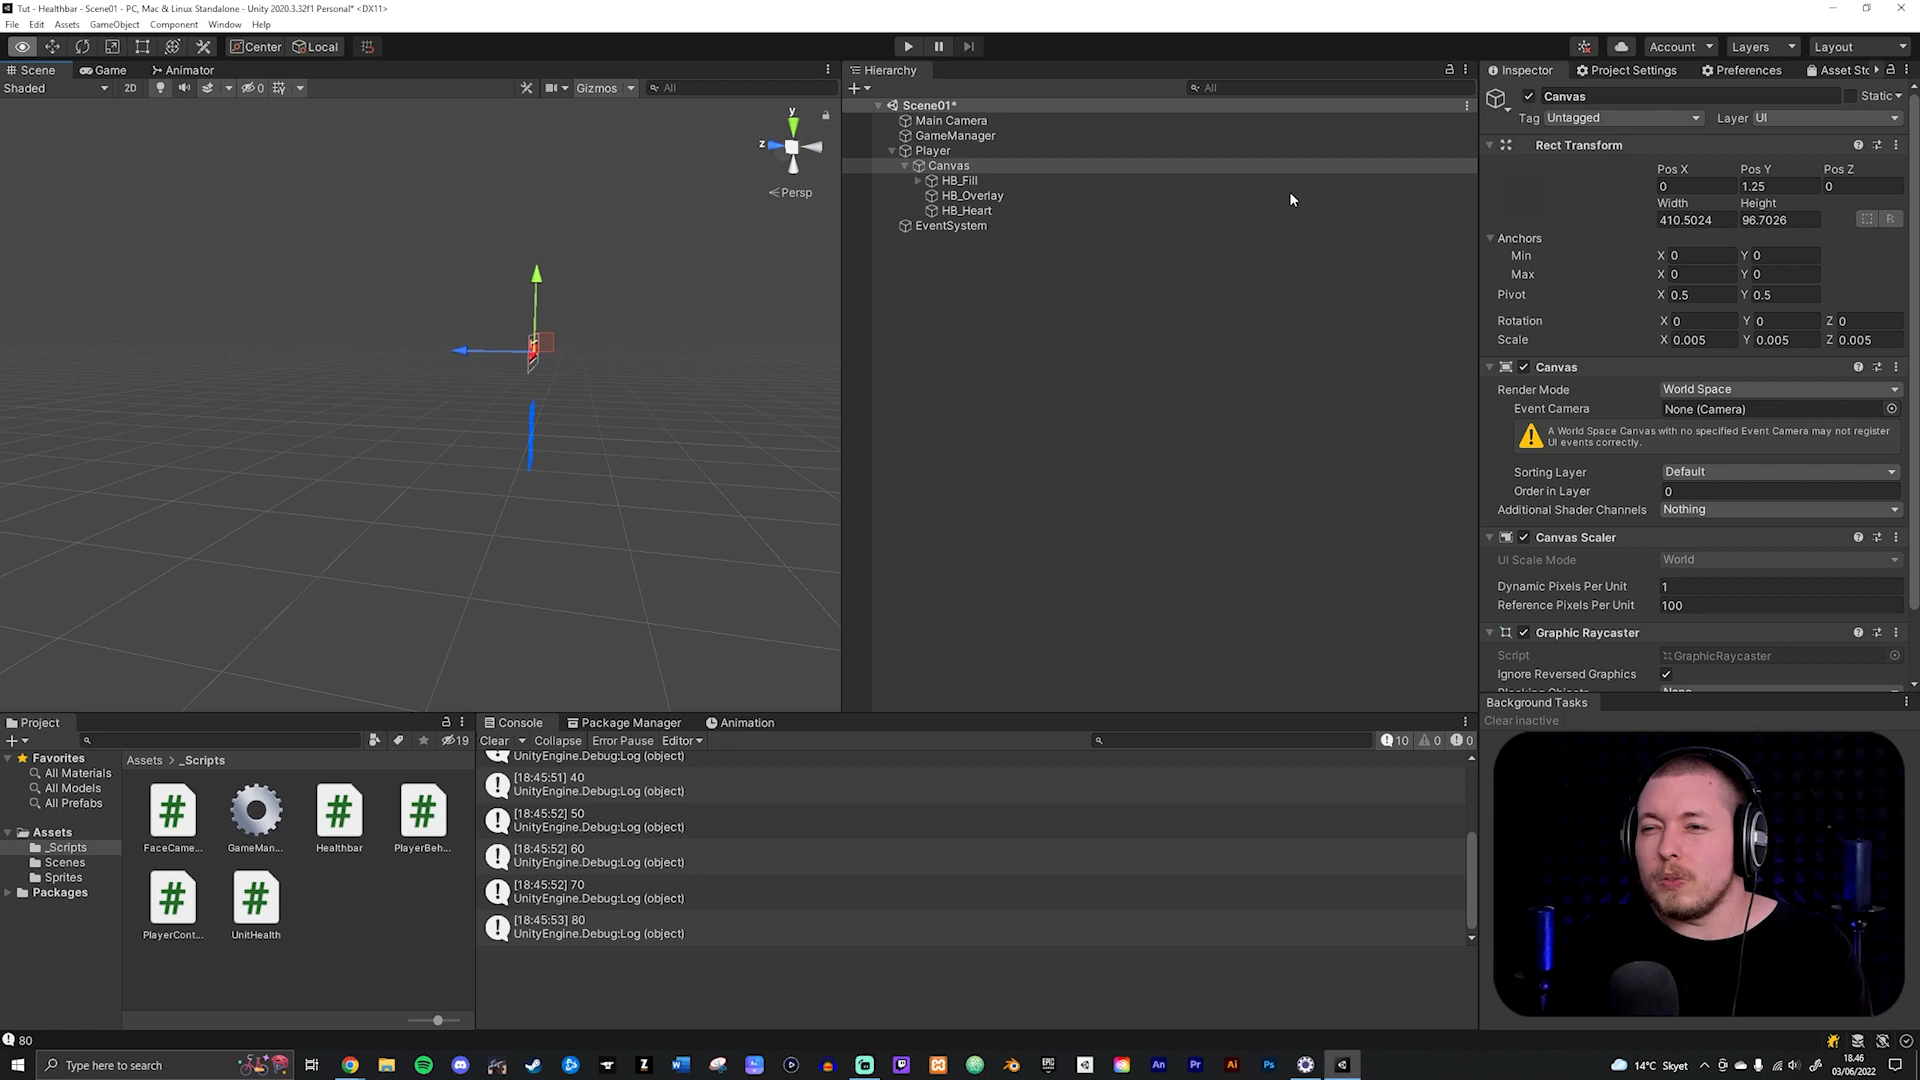 Tut - Healthbar - Scene01 - PC, Mac & Linux Standalone - Unity 2020.3.32f1 Personal* <DX11>
File Edit Assets GameObject Component Window Help
Center Local Account Layers Layout
Scene Game Animator
Shaded 2D 0 Gizmos All
y
z
Persp
Hierarchy
All
Scene01*
Main Camera
GameManager
Player
Canvas
HB_Fill
HB_Overlay
HB_Heart
EventSystem
Inspector Project Settings Preferences Asset Sto
Canvas Static
Tag Untagged Layer UI
Rect Transform
Pos X Pos Y Pos Z
0 1.25 0
Width Height
410.5024 96.7026 R
Anchors
Min X 0 Y 0
Max X 0 Y 0
Pivot X 0.5 Y 0.5
Rotation X 0 Y 0 Z 0
Scale X 0.005 Y 0.005 Z 0.005
Canvas
Render Mode World Space
Event Camera None (Camera)
A World Space Canvas with no specified Event Camera may not register
UI events correctly.
Sorting Layer Default
Order in Layer 0
Additional Shader Channels Nothing
Canvas Scaler
UI Scale Mode World
Dynamic Pixels Per Unit 1
Reference Pixels Per Unit 100
Graphic Raycaster
Script GraphicRaycaster
Ignore Reversed Graphics
Background Tasks
Clear inactive
Project
19
Favorites
All Materials
All Models
All Prefabs
Assets
_Scripts
Scenes
Sprites
Packages
Assets > _Scripts
FaceCame...
GameMan...
Healthbar
PlayerBeh...
PlayerCont...
UnitHealth
Console Package Manager Animation
Clear Collapse Error Pause Editor 10 0 0
UnityEngine.Debug:Log (object)
[18:45:51] 40
UnityEngine.Debug:Log (object)
[18:45:52] 50
UnityEngine.Debug:Log (object)
[18:45:52] 60
UnityEngine.Debug:Log (object)
[18:45:52] 70
UnityEngine.Debug:Log (object)
[18:45:53] 80
UnityEngine.Debug:Log (object)
80
Type here to search
Z
W
EPIC GAMES
An
Pr
Ai
Ps
14°C Skyet
18.46
03/06/2022